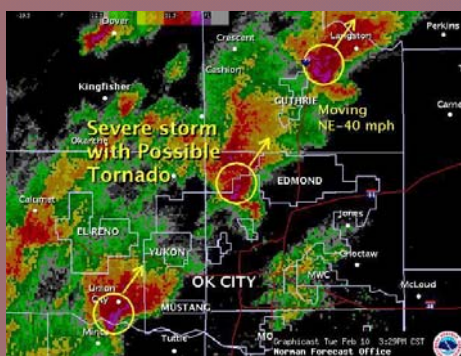 Dover
Crescent
Langston
Perkins
Cashion
Kingfisher
GUTHRIE
Moving
NE-40 mph
Severe storm
with Possible
Tornado
Okarche
EDMOND
Calumet
Jones
EL RENO
YUKON
OK CITY
Choctaw
MWC
McLoud
Union
City
MUSTANG
Minco
Tuttle
Graphicast Tue Feb 10 3:29PM CST
Norman Forecast Office